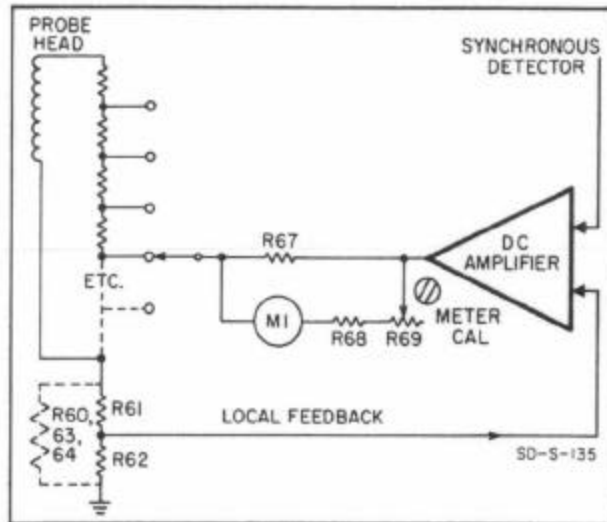 PROBE
HEAD
SYNCHRONOUS
DETECTOR
R67
DC
AMPLIFIER
ETC.
M1
R68
R69
METER
CAL
R60,
63,
64
R61
LOCAL FEEDBACK
R62
SD-S-135